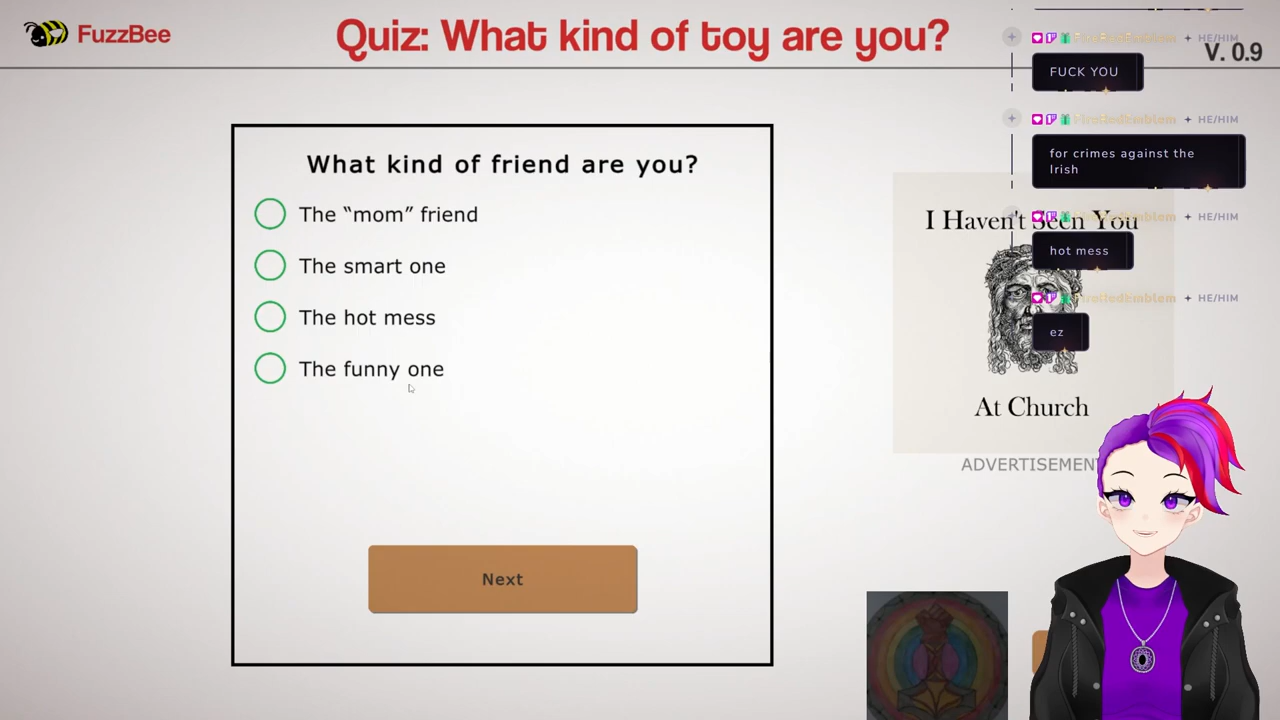 FuzzBee
Quiz: What kind of toy are you?
V. 0.9
What kind of friend are you?
The “mom” friend
The smart one
The hot mess
The funny one
Next
I Haven't Seen You
At Church
ADVERTISEMENT
HE/HIM
FUCK YOU
HE/HIM
for crimes against the
Irish
HE/HIM
hot mess
HE/HIM
ez